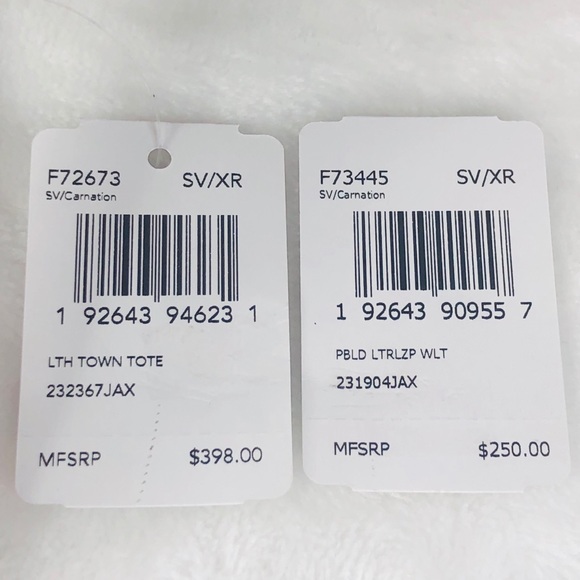 F72673 SV/XR
SV/Carnation
1 92643 94623 1
LTH TOWN TOTE
232367JAX
MFSRP $398.00
F73445 SV/XR
SV/Carnation
1 92643 90955 7
PBLD LTRLZP WLT
231904JAX
MFSRP $250.00